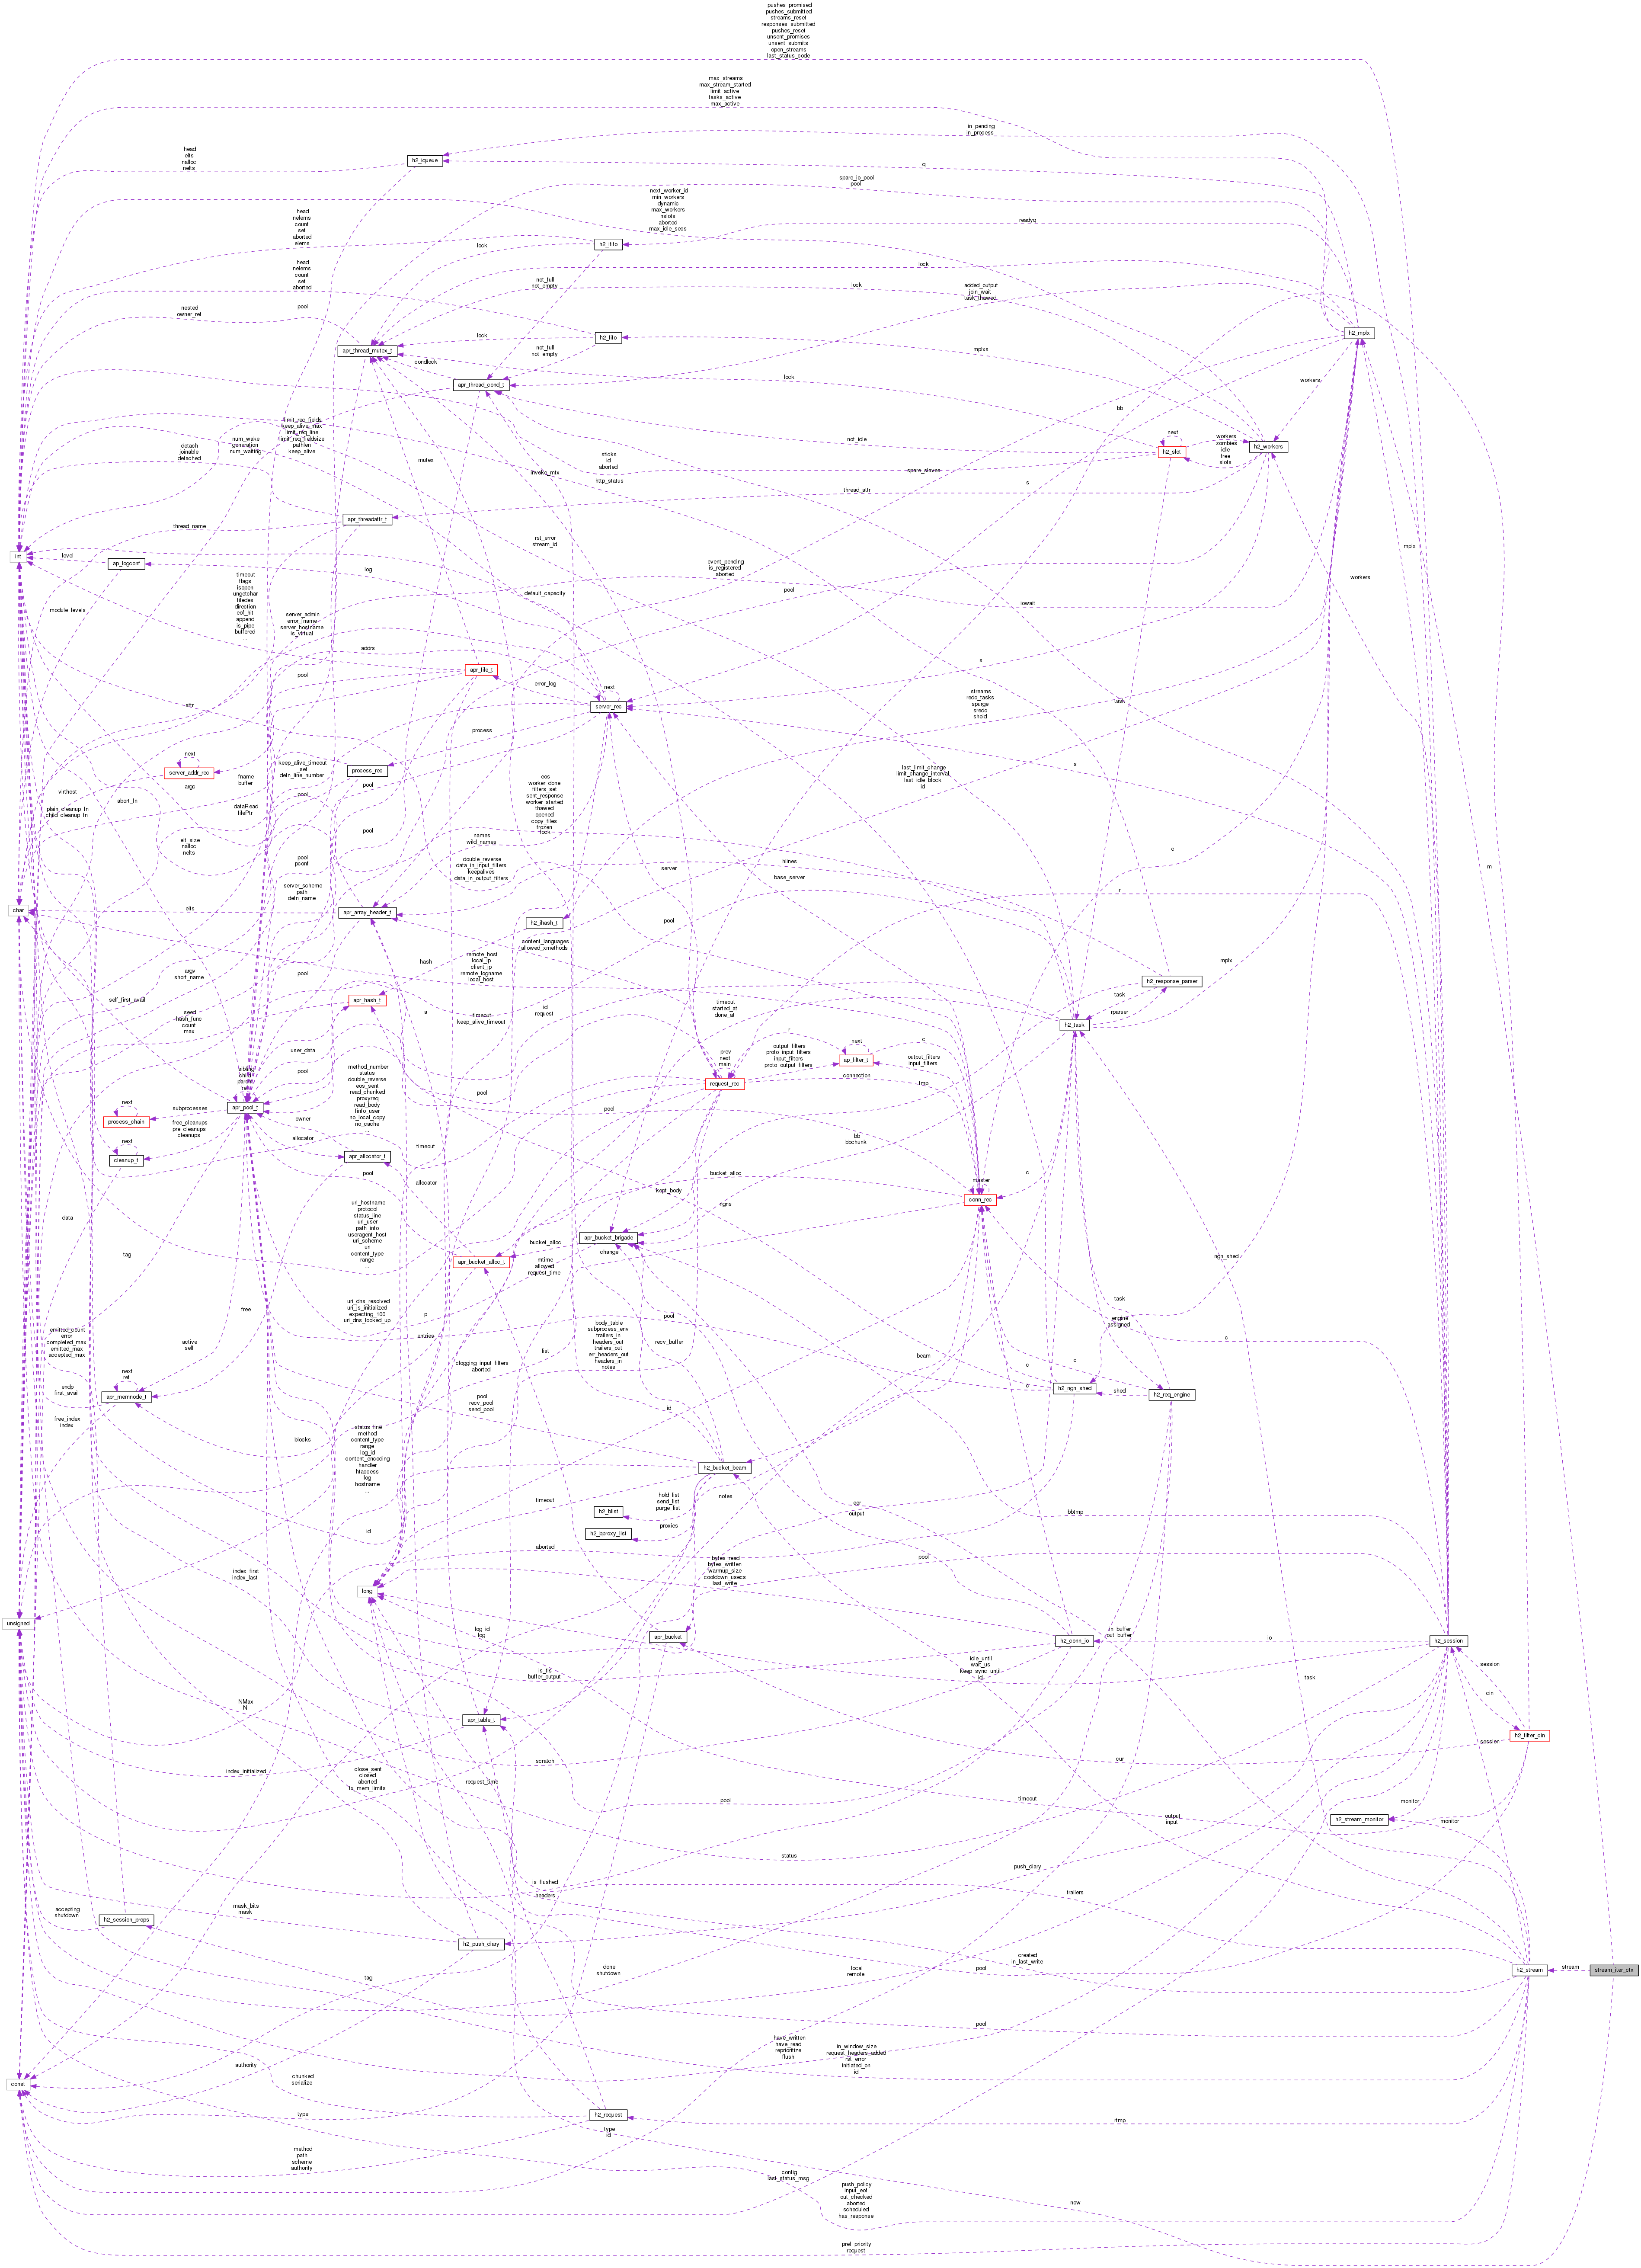 pushes_promised
pushes_submitted
streams_reset
responses_submitted
pushes_reset
unsent_promises
unsent_submits
open_streams
last_status_code
max_streams
max_stream_started
limit_active
tasks_active
max_active
in_pending
in_process
head
elts
nalloc
nelts
h2_iqueue
q
spare_io_pool
pool
next_worker_id
min_workers
dynamic
max_workers
nslots
aborted
max_idle_secs
head
nelems
count
set
aborted
elems
readyq
h2_ififo
lock
lock
head
nelems
count
set
aborted
not_full
not_empty
lock
added_output
join_wait
task_thawed
nested
owner_ref
pool
h2_mplx
lock
h2_fifo
mplxs
apr_thread_mutex_t
not_full
not_empty
condlock
apr_thread_cond_t
lock
workers
bb
limit_req_fields
keep_alive_max
limit_req_line
limit_req_fieldsize
pathlen
keep_alive
num_wake
generation
num_waiting
detach
joinable
detached
not_idle
next
h2_slot
workers
zombies
idle
free
slots
h2_workers
sticks
id
aborted
mutex
invoke_mtx
http_status
spare_slaves
s
thread_attr
apr_threadattr_t
thread_name
rst_error
stream_id
mplx
int
level
ap_logconf
log
event_pending
is_registered
aborted
workers
timeout
flags
isopen
ungetchar
filedes
direction
eof_hit
append
is_pipe
buffered
...
default_capacity
pool
iowait
module_levels
server_admin
error_fname
server_hostname
is_virtual
addrs
s
pool
apr_file_t
error_log
next
server_rec
streams
redo_tasks
spurge
sredo
shold
task
attr
process
next
server_addr_rec
keep_alive_timeout
_set
defn_line_number
process_rec
s
last_limit_change
limit_change_interval
last_idle_block
id
fname
buffer
argc
virthost
pool
eos
worker_done
filters_set
sent_response
worker_started
thawed
opened
copy_files
frozen
lock
abort_fn
plain_cleanup_fn
child_cleanup_fn
dataRead
filePtr
pool
names
wild_names
elt_size
nalloc
nelts
pool
c
pool
pconf
double_reverse
data_in_input_filters
keepalives
data_in_output_filters
hlines
server
base_server
server_scheme
path
defn_name
r
char
elts
apr_array_header_t
h2_ihash_t
pool
content_languages
allowed_xmethods
argv
short_name
pool
hash
remote_host
local_ip
client_ip
remote_logname
local_host
mplx
h2_response_parser
self_first_avail
apr_hash_t
id
request
timeout
started_at
done_at
task
rparser
seed
hash_func
count
max
timeout
keep_alive_timeout
a
h2_task
user_data
prev
next
main
r
output_filters
proto_input_filters
input_filters
proto_output_filters
next
ap_filter_t
c
output_filters
input_filters
pool
sibling
child
parent
ref
method_number
status
double_reverse
eos_sent
read_chunked
proxyreq
read_body
finfo_user
no_local_copy
no_cache
...
request_rec
connection
tmp
pool
apr_pool_t
next
process_chain
subprocesses
owner
pool
free_cleanups
pre_cleanups
cleanups
next
cleanup_t
allocator
apr_allocator_t
timeout
bb
bbchunk
pool
allocator
bucket_alloc
kept_body
ngns
master
conn_rec
c
uri_hostname
protocol
status_line
uri_user
path_info
useragent_host
uri_scheme
uri
content_type
range
...
data
tag
apr_bucket_brigade
bucket_alloc
change
apr_bucket_alloc_t
mtime
allowed
request_time
ngn_shed
uri_dns_resolved
uri_is_initialized
expecting_100
uri_dns_looked_up
p
pool
task
free
emitted_count
error
completed_max
emitted_max
accepted_max
active
self
entries
body_table
subprocess_env
trailers_in
headers_out
trailers_out
err_headers_out
headers_in
notes
list
recv_buffer
engine
assigned
c
clogging_input_filters
aborted
beam
c
c
next
ref
apr_memnode_t
endp
first_avail
h2_ngn_shed
shed
h2_req_engine
pool
recv_pool
send_pool
id
free_index
index
status_line
method
content_type
range
log_id
content_encoding
handler
htaccess
log
hostname
...
blocks
h2_bucket_beam
timeout
notes
hold_list
send_list
purge_list
h2_blist
egr
output
bbtmp
proxies
h2_bproxy_list
id
aborted
bytes_read
bytes_written
warmup_size
cooldown_usecs
last_write
pool
index_first
index_last
long
unsigned
log_id
log
apr_bucket
in_buffer
out_buffer
h2_conn_io
io
h2_session
is_tls
buffer_output
idle_until
wait_us
keep_sync_until
id
session
cin
task
NMax
N
apr_table_t
session
h2_filter_cin
scratch
cur
index_initialized
close_sent
closed
aborted
tx_mem_limits
request_time
pool
timeout
monitor
h2_stream_monitor
monitor
output
input
status
push_diary
is_flushed
headers
trailers
accepting
shutdown
h2_session_props
mask_bits
mask
h2_push_diary
created
in_last_write
tag
done
shutdown
local
remote
pool
h2_stream
stream
stream_iter_ctx
pool
have_written
have_read
reprioritize
flush
in_window_size
request_headers_added
rst_error
initiated_on
id
authority
const
chunked
serialize
type
h2_request
rtmp
method
path
scheme
authority
type
id
config
last_status_msg
push_policy
input_eof
out_checked
aborted
scheduled
has_response
now
pref_priority
request